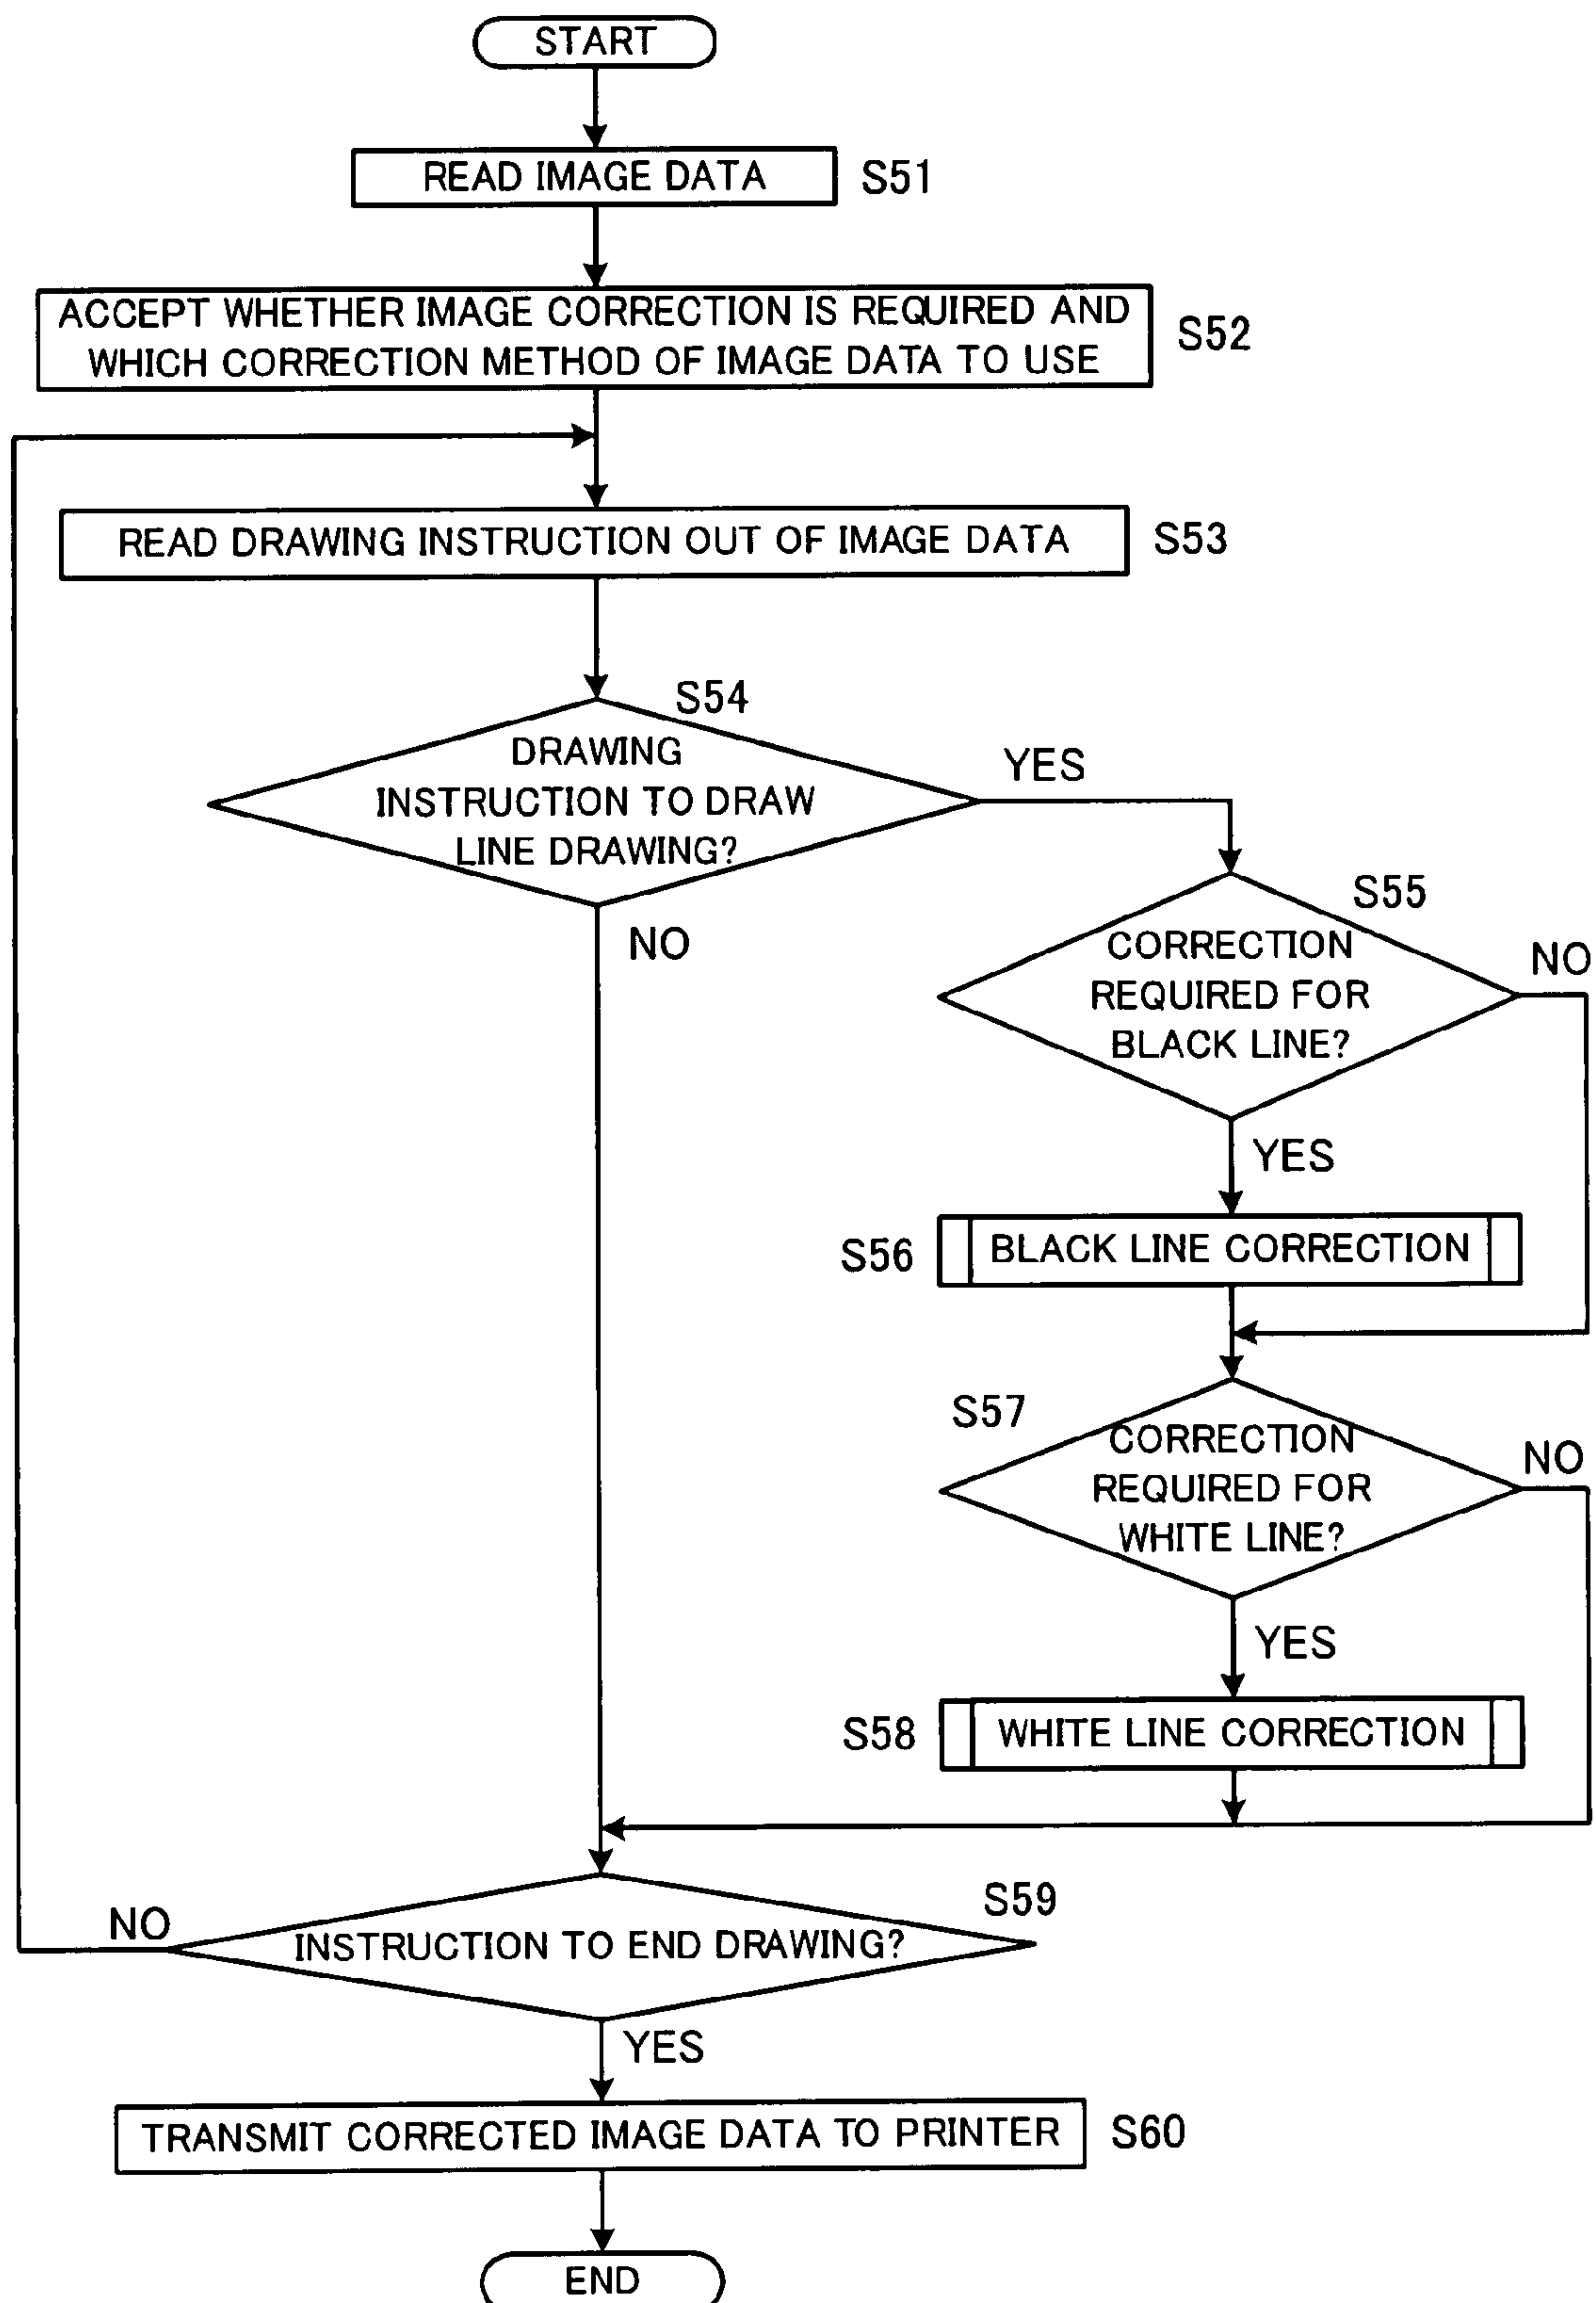 START
READ IMAGE DATA
S51
ACCEPT WHETHER IMAGE CORRECTION IS REQUIRED AND
WHICH CORRECTION METHOD OF IMAGE DATA TO USE
S52
READ DRAWING INSTRUCTION OUT OF IMAGE DATA
S53
S54
DRAWING
INSTRUCTION TO DRAW
LINE DRAWING?
YES
NO
S55
CORRECTION
REQUIRED FOR
BLACK LINE?
NO
YES
S56
BLACK LINE CORRECTION
S57
CORRECTION
REQUIRED FOR
WHITE LINE?
NO
YES
S58
WHITE LINE CORRECTION
S59
INSTRUCTION TO END DRAWING?
NO
YES
TRANSMIT CORRECTED IMAGE DATA TO PRINTER
S60
END